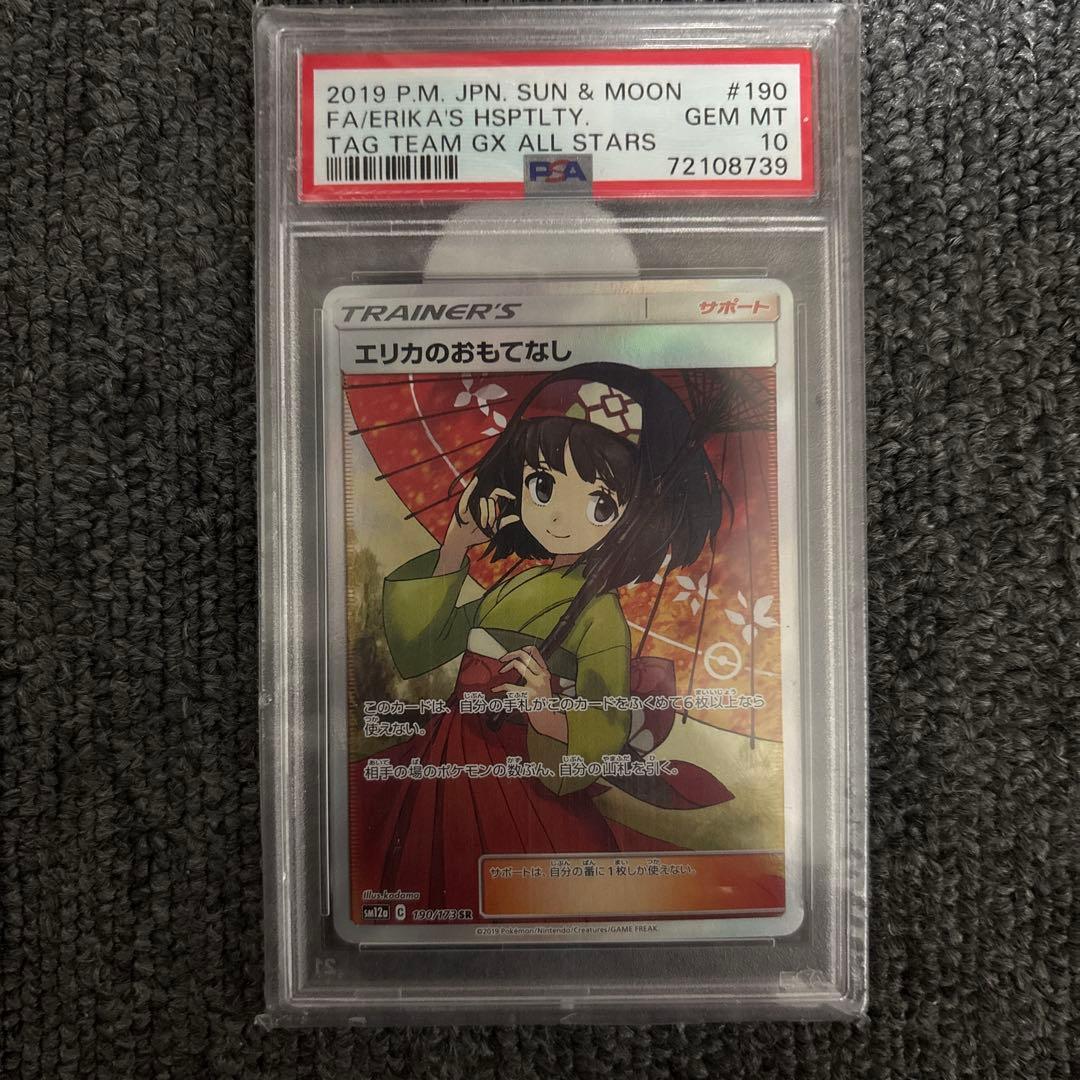 2019 P.M. JPN. SUN & MOON #190
FA/ERIKA'S HSPTLTY. GEM MT
TAG TEAM GX ALL STARS 10
PSA 72108739
TRAINER'S サポート
エリカのおもてなし
このカードは、自分の手札がこのカードをふくめて6枚以上なら
使えない。
相手の場のポケモンの数ぶん、自分の山札を引く。
サポートは、自分の番に1枚しか使えない。
Illus.kodama
sm12a C 190/173 SR
©2019 Pokémon/Nintendo/Creatures/GAME FREAK.